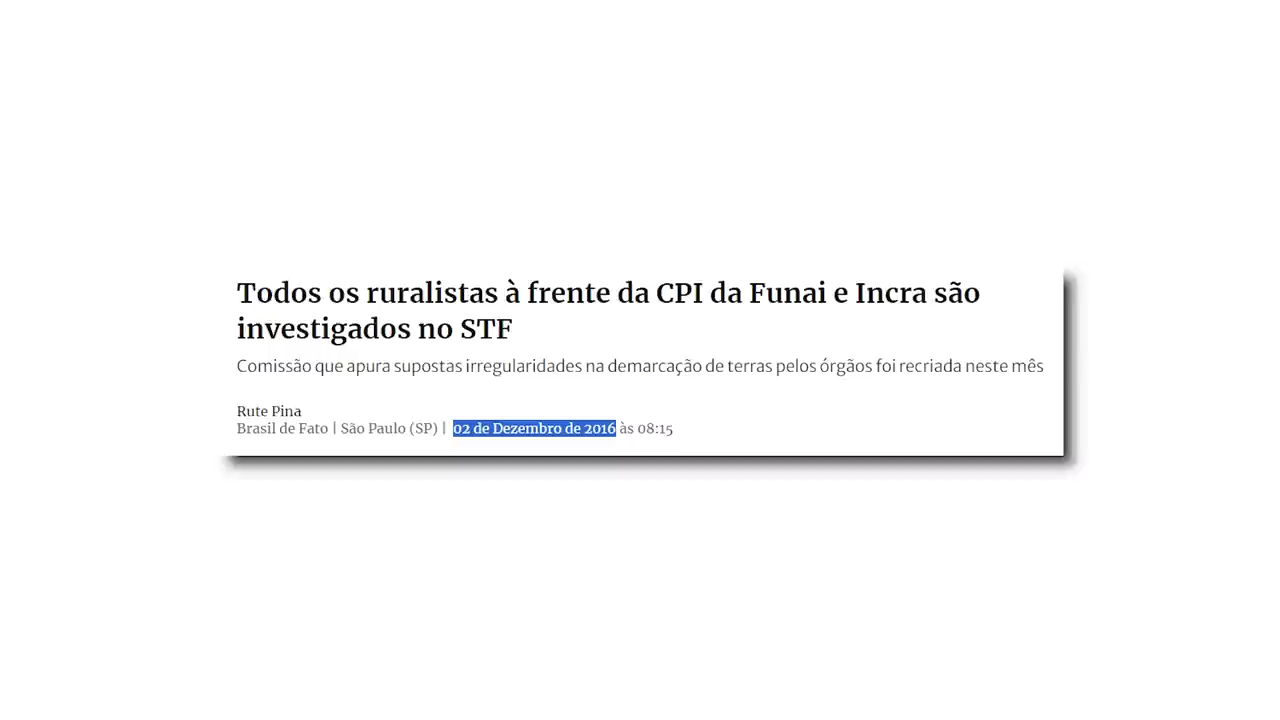 Todos os ruralistas à frente da CPI da Funai e Incra são
investigados no STF
Comissão que apura supostas irregularidades na demarcação de terras pelos órgãos foi recriada neste mês
Rute Pina
Brasil de Fato | São Paulo (SP) | 02 de Dezembro de 2016 às 08:15